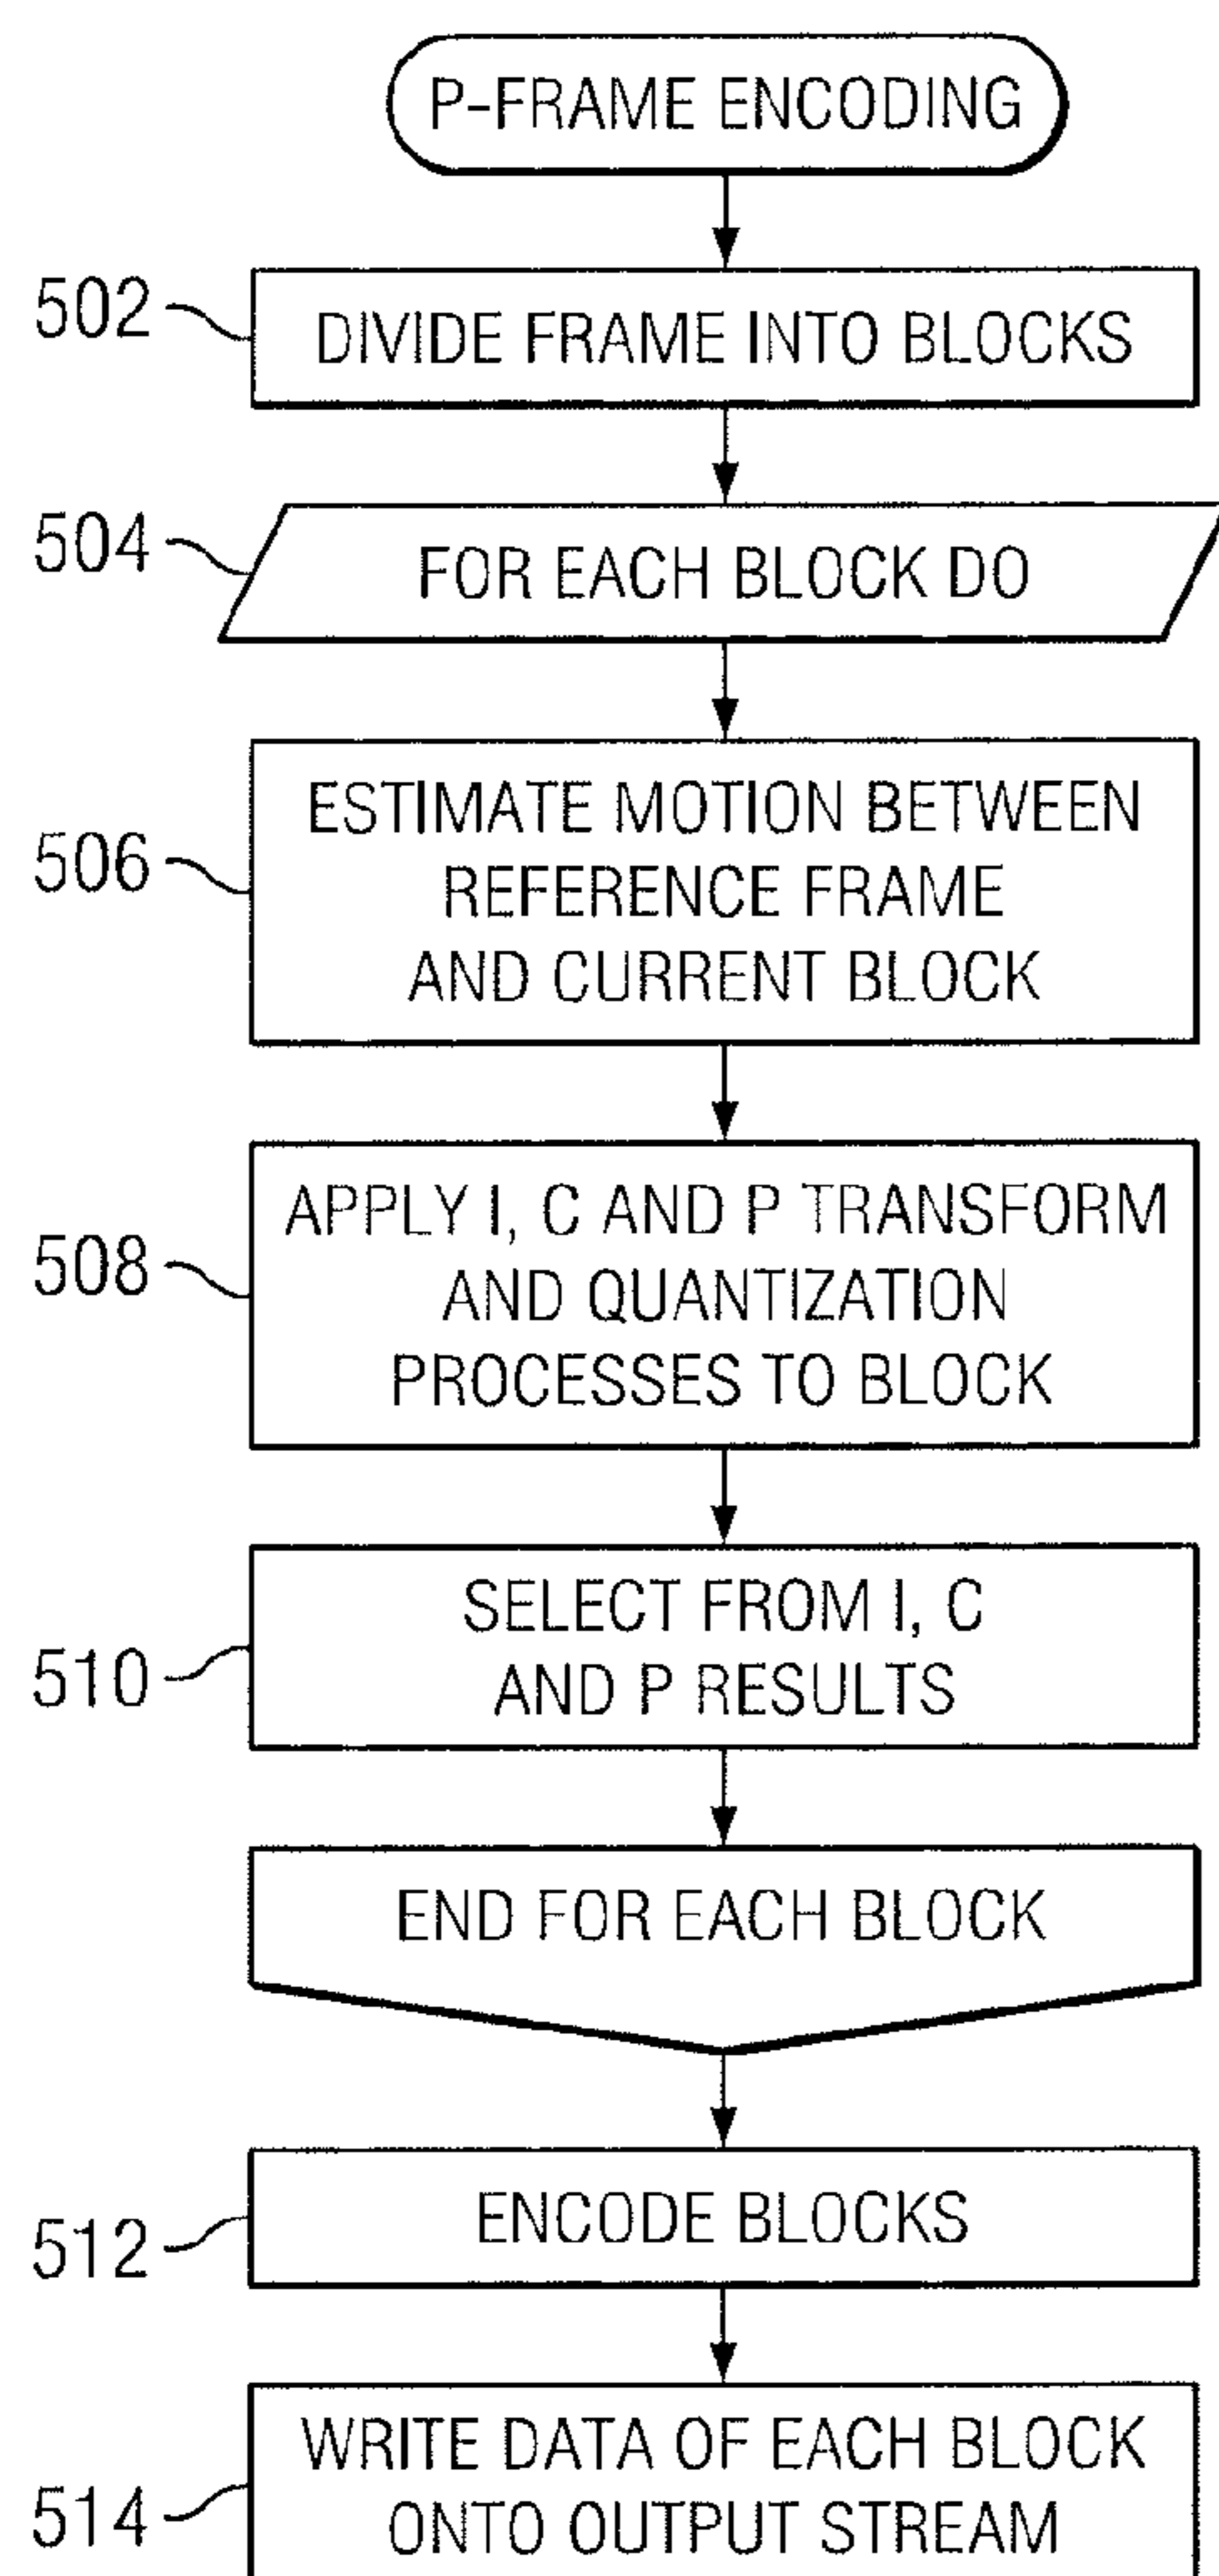 P-FRAME ENCODING
502
DIVIDE FRAME INTO BLOCKS
504
FOR EACH BLOCK DO
506
ESTIMATE MOTION BETWEEN
REFERENCE FRAME
AND CURRENT BLOCK
508
APPLY I, C AND P TRANSFORM
AND QUANTIZATION
PROCESSES TO BLOCK
510
SELECT FROM I, C
AND P RESULTS
END FOR EACH BLOCK
512
ENCODE BLOCKS
514
WRITE DATA OF EACH BLOCK
ONTO OUTPUT STREAM